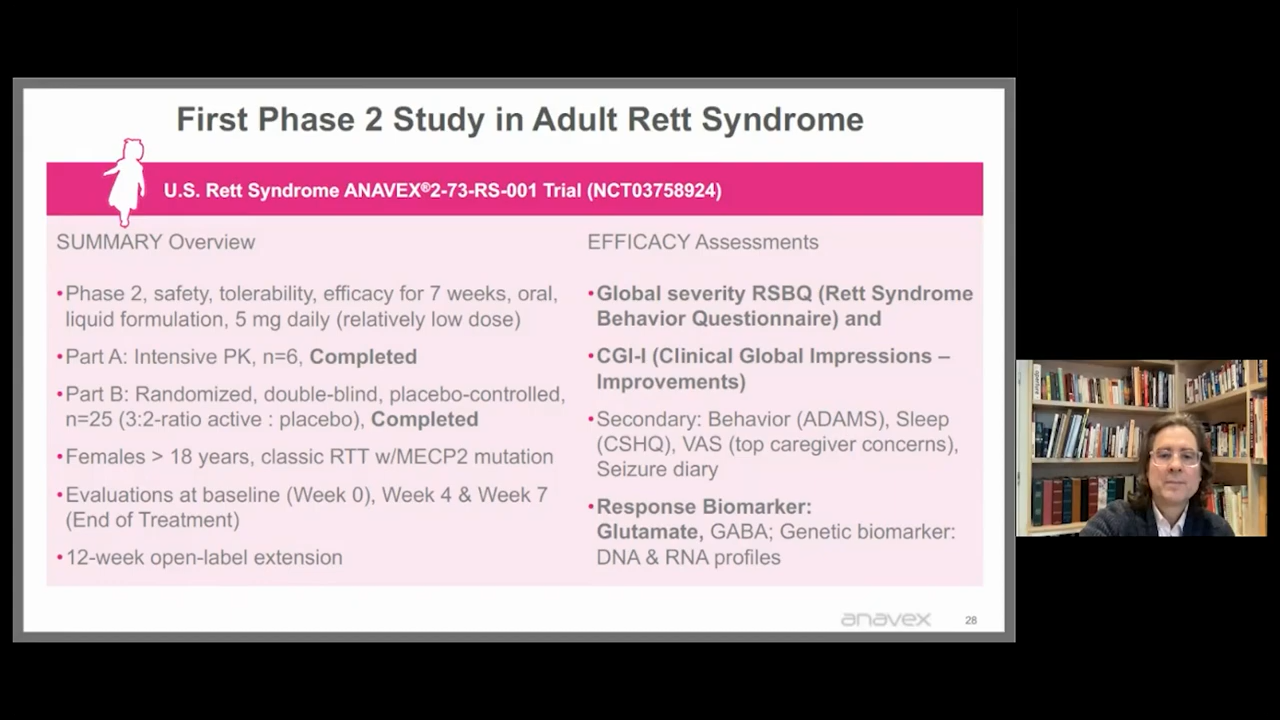 First Phase 2 Study in Adult Rett Syndrome
U.S. Rett Syndrome ANAVEX®2-73-RS-001 Trial (NCT03758924)
SUMMARY Overview
•Phase 2, safety, tolerability, efficacy for 7 weeks, oral,
liquid formulation, 5 mg daily (relatively low dose)
•Part A: Intensive PK, n=6, Completed
•Part B: Randomized, double-blind, placebo-controlled,
n=25 (3:2-ratio active : placebo), Completed
•Females > 18 years, classic RTT w/MECP2 mutation
•Evaluations at baseline (Week 0), Week 4 & Week 7
(End of Treatment)
•12-week open-label extension
EFFICACY Assessments
•Global severity RSBQ (Rett Syndrome
Behavior Questionnaire) and
•CGI-I (Clinical Global Impressions –
Improvements)
•Secondary: Behavior (ADAMS), Sleep
(CSHQ), VAS (top caregiver concerns),
Seizure diary
•Response Biomarker:
Glutamate, GABA; Genetic biomarker:
DNA & RNA profiles
anavex
28